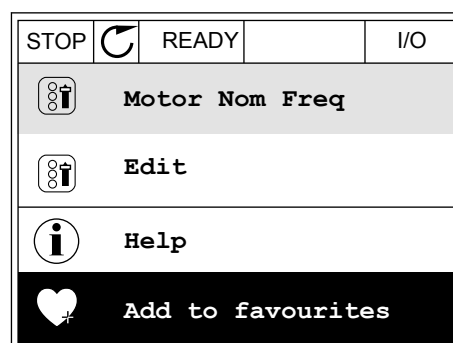 STOP READY I/O
Motor Nom Freq
Edit
Help
Add to favourites